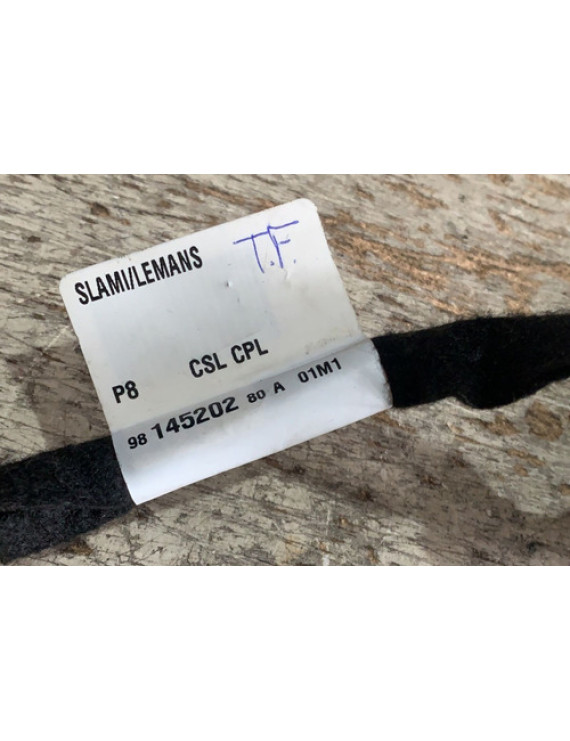 SLAMI/LEMANS
T.F.
P8 CSL CPL
98 145202 80 A 01M1